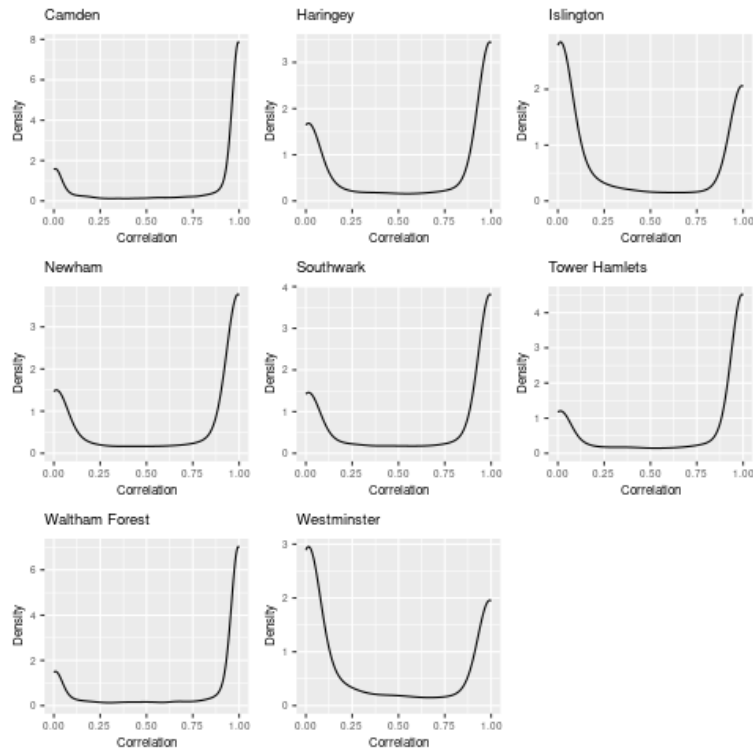 Camden Haringey Islington
8
6
4
2
0
Density
0.00 0.25 0.50 0.75 1.00
Correlation
3
2
1
0
Density
0.00 0.25 0.50 0.75 1.00
Correlation
2
1
0
Density
0.00 0.25 0.50 0.75 1.00
Correlation
Newham Southwark Tower Hamlets
3
2
1
0
Density
0.00 0.25 0.50 0.75 1.00
Correlation
4
3
2
1
0
Density
0.00 0.25 0.50 0.75 1.00
Correlation
4
3
2
1
0
Density
0.00 0.25 0.50 0.75 1.00
Correlation
Waltham Forest Westminster
6
4
2
0
Density
0.00 0.25 0.50 0.75 1.00
Correlation
3
2
1
0
Density
0.00 0.25 0.50 0.75 1.00
Correlation